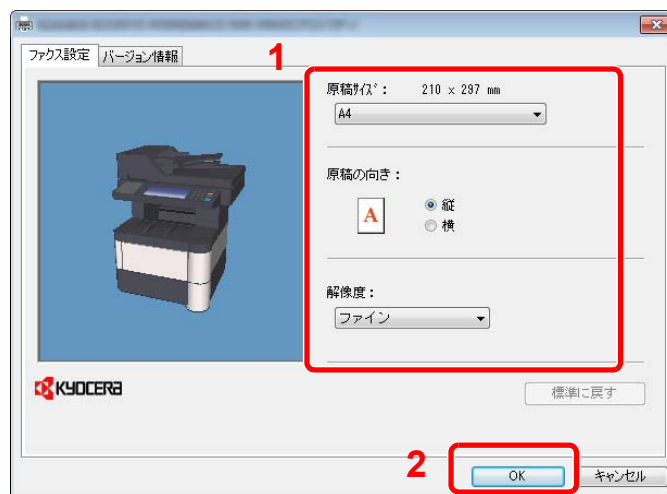 ファクス設定 バージョン情報
1
原稿サイズ： 210 x 297 mm
A4
原稿の向き：
A
縦
横
解像度：
ファイン
KYOCERA
標準に戻す
2
OK キャンセル